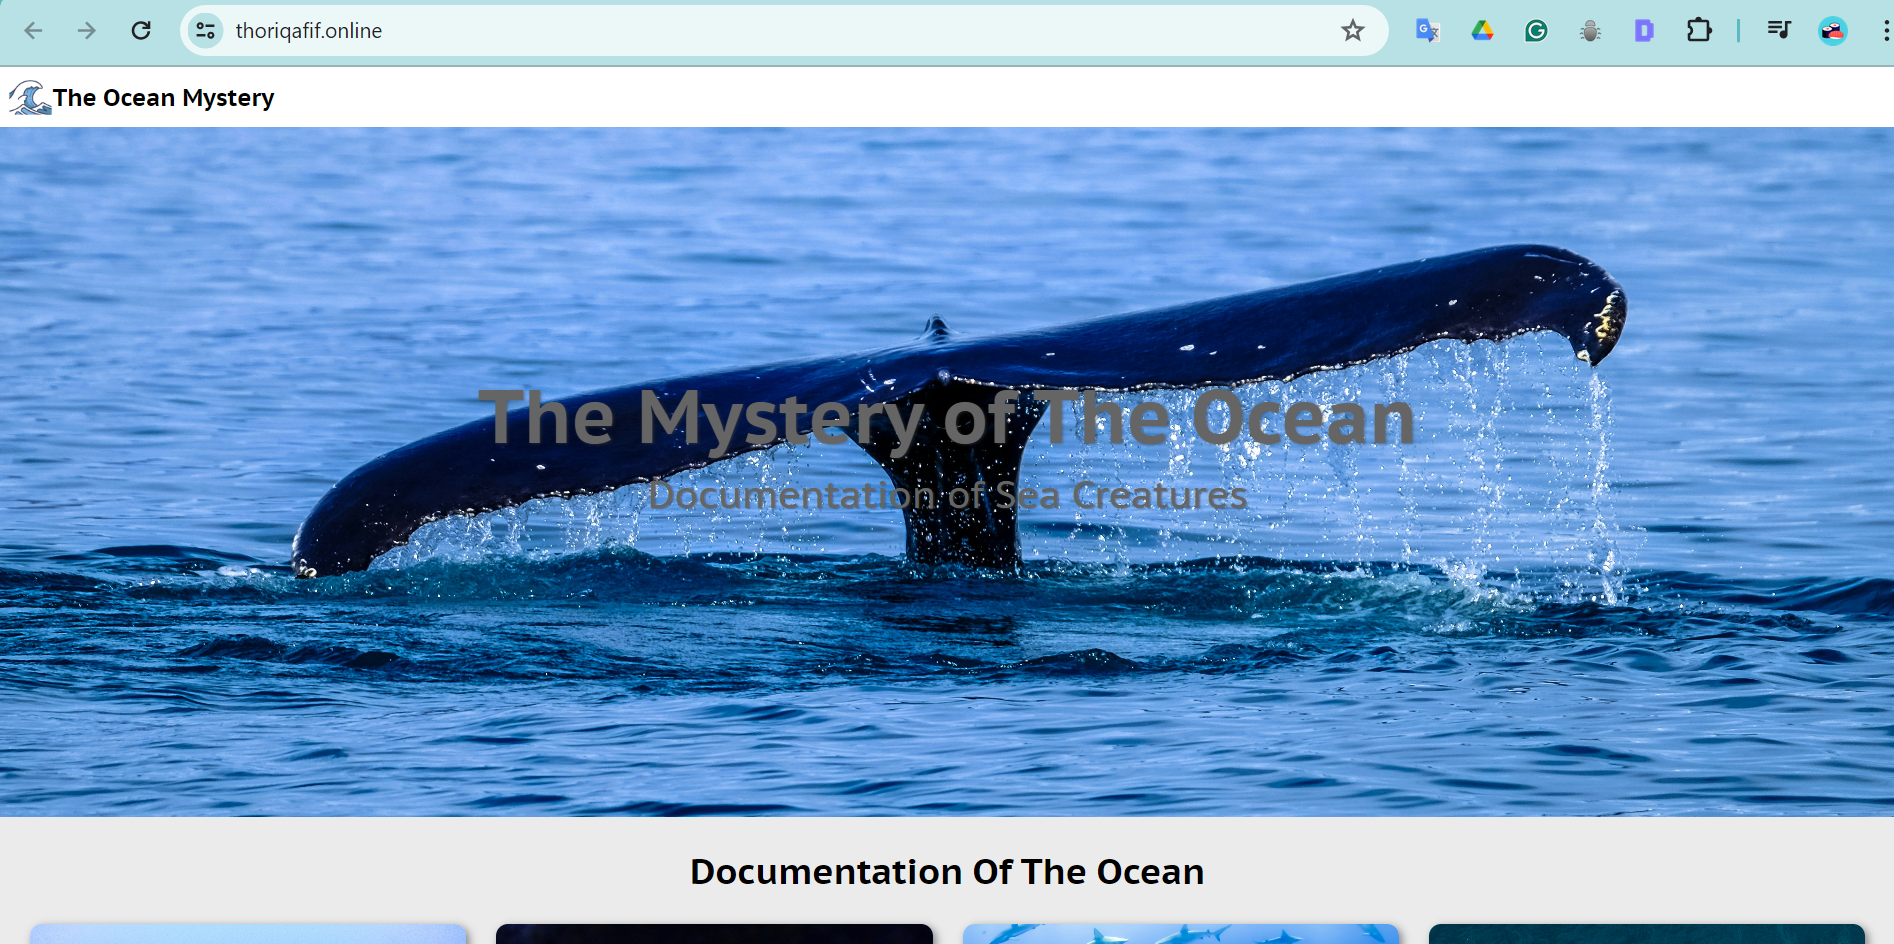 thoriqafif.online
The Ocean Mystery
The Mystery of The Ocean
Documentation of Sea Creatures
Documentation Of The Ocean